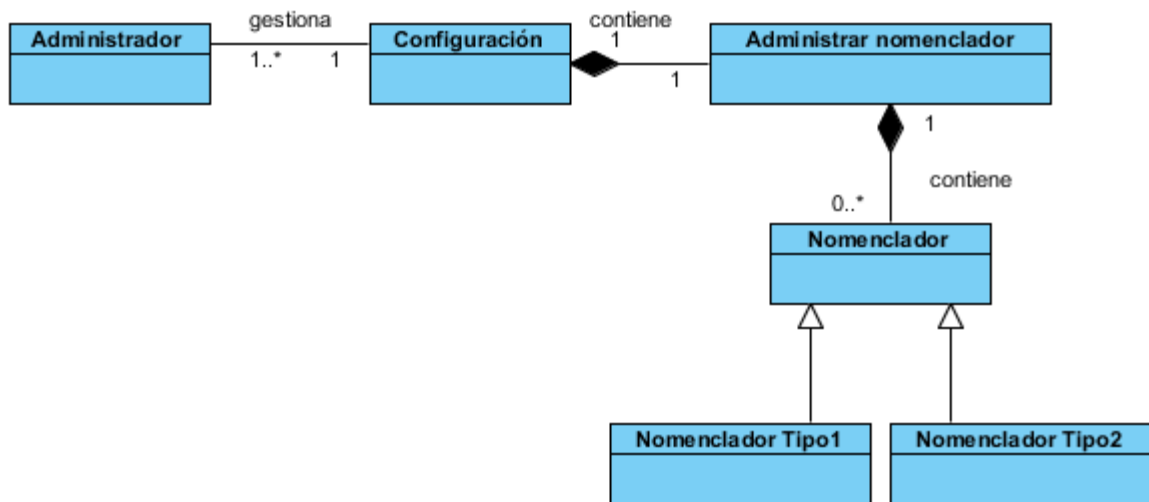 gestiona
contiene
Administrador
Configuración
Administrar nomenclador
1..*
1
1
1
1
contiene
0..*
Nomenclador
Nomenclador Tipo1
Nomenclador Tipo2